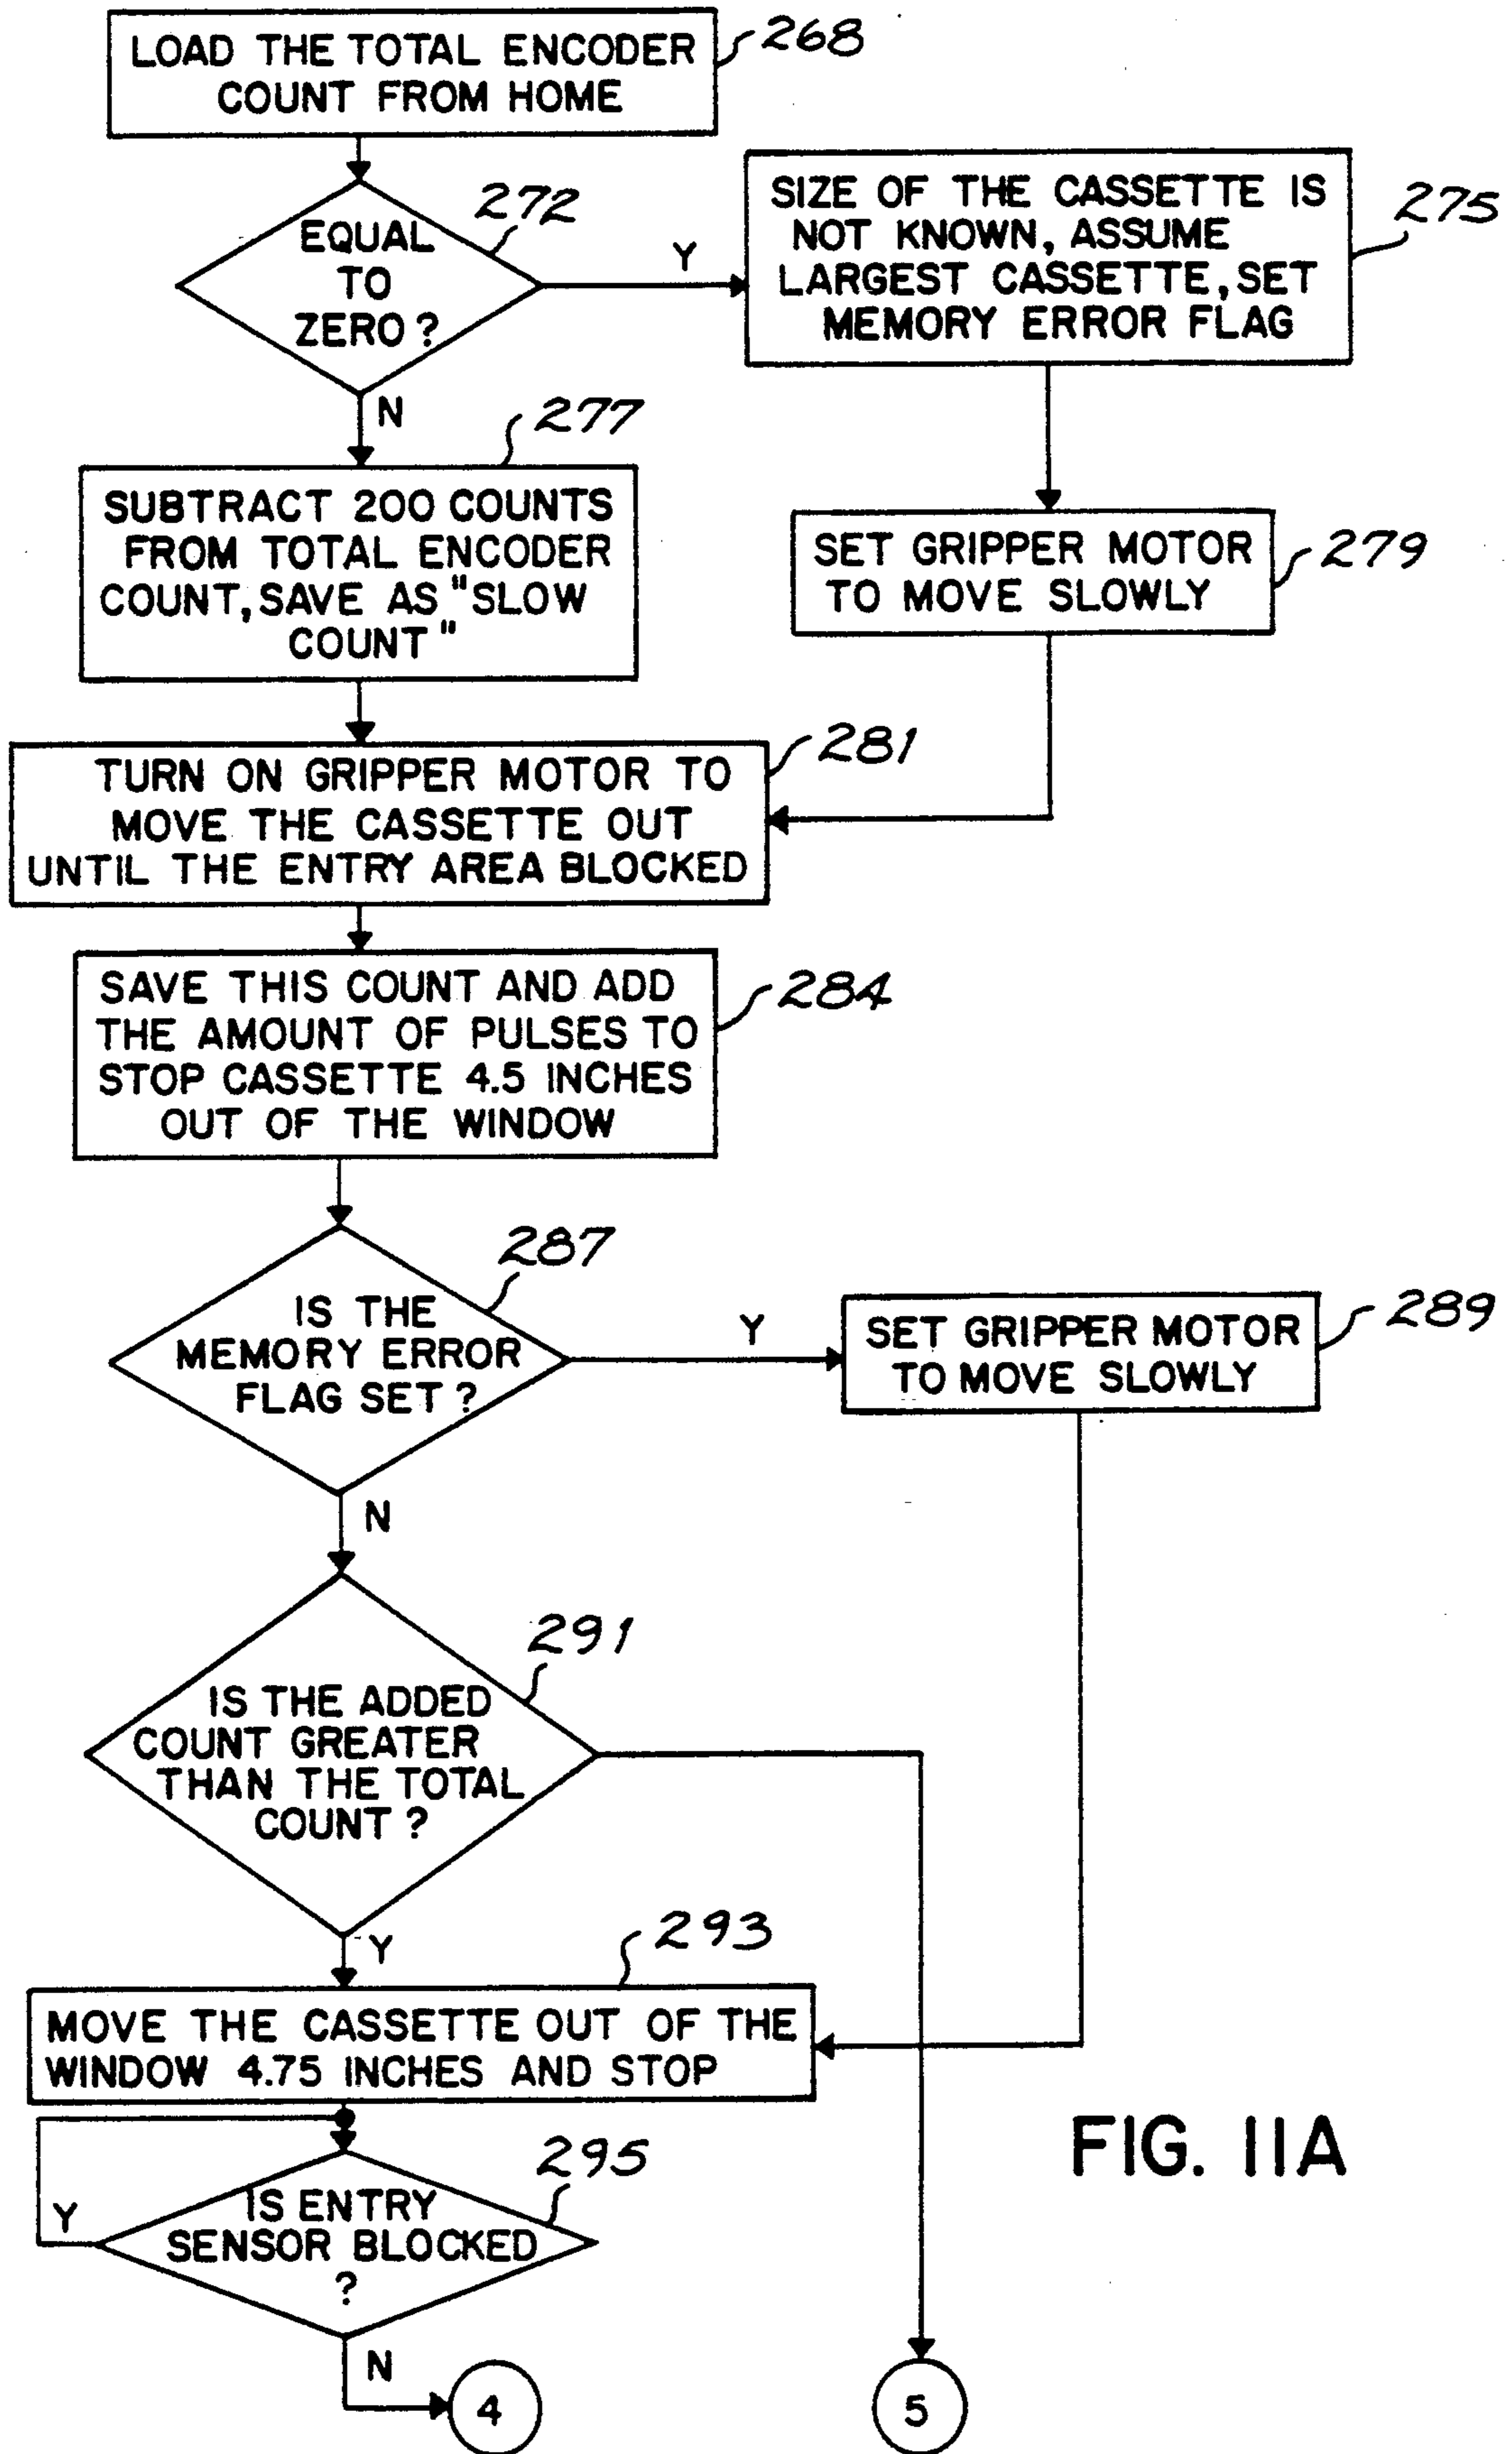 LOAD THE TOTAL ENCODER
COUNT FROM HOME
268
EQUAL
TO
ZERO?
272
Y
N
SIZE OF THE CASSETTE IS
NOT KNOWN, ASSUME
LARGEST CASSETTE, SET
MEMORY ERROR FLAG
275
277
SUBTRACT 200 COUNTS
FROM TOTAL ENCODER
COUNT, SAVE AS "SLOW
COUNT"
SET GRIPPER MOTOR
TO MOVE SLOWLY
279
281
TURN ON GRIPPER MOTOR TO
MOVE THE CASSETTE OUT
UNTIL THE ENTRY AREA BLOCKED
SAVE THIS COUNT AND ADD
THE AMOUNT OF PULSES TO
STOP CASSETTE 4.5 INCHES
OUT OF THE WINDOW
284
287
IS THE
MEMORY ERROR
FLAG SET?
Y
N
SET GRIPPER MOTOR
TO MOVE SLOWLY
289
291
IS THE ADDED
COUNT GREATER
THAN THE TOTAL
COUNT?
Y
293
MOVE THE CASSETTE OUT OF THE
WINDOW 4.75 INCHES AND STOP
295
IS ENTRY
SENSOR BLOCKED
?
Y
N
4
5
FIG. 11A